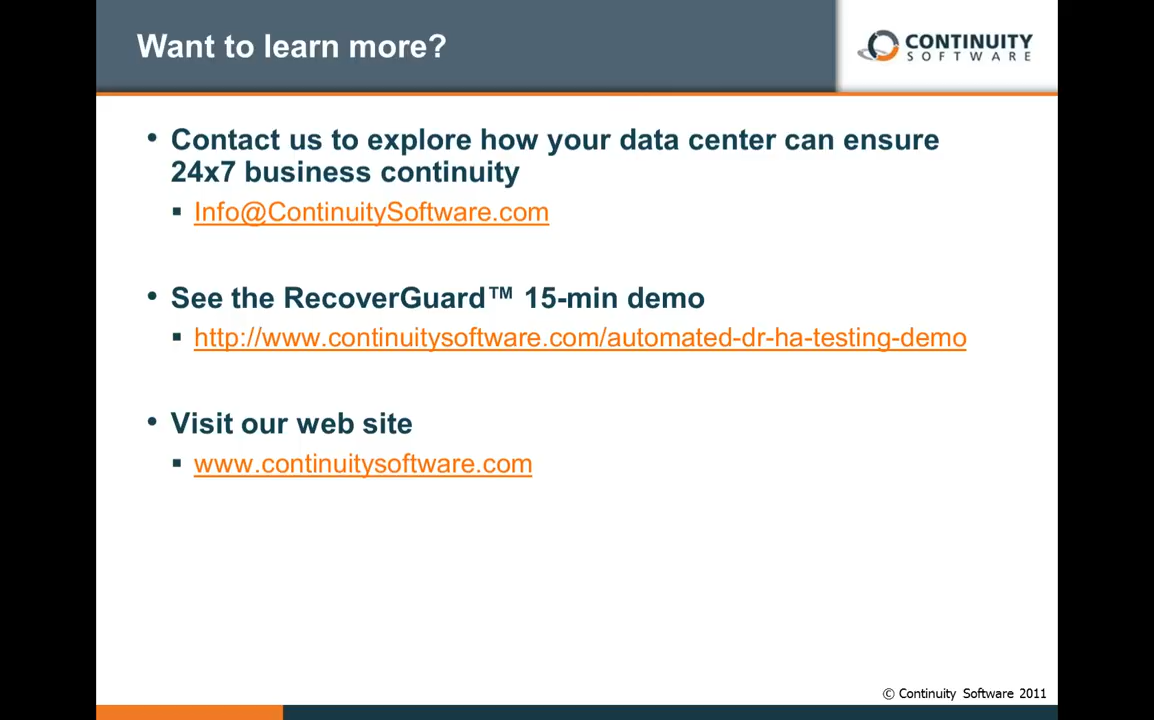 Want to learn more?
CONTINUITY
SOFTWARE
• Contact us to explore how your data center can ensure
24x7 business continuity
▪ Info@ContinuitySoftware.com
• See the RecoverGuard™ 15-min demo
▪ http://www.continuitysoftware.com/automated-dr-ha-testing-demo
• Visit our web site
▪ www.continuitysoftware.com
© Continuity Software 2011